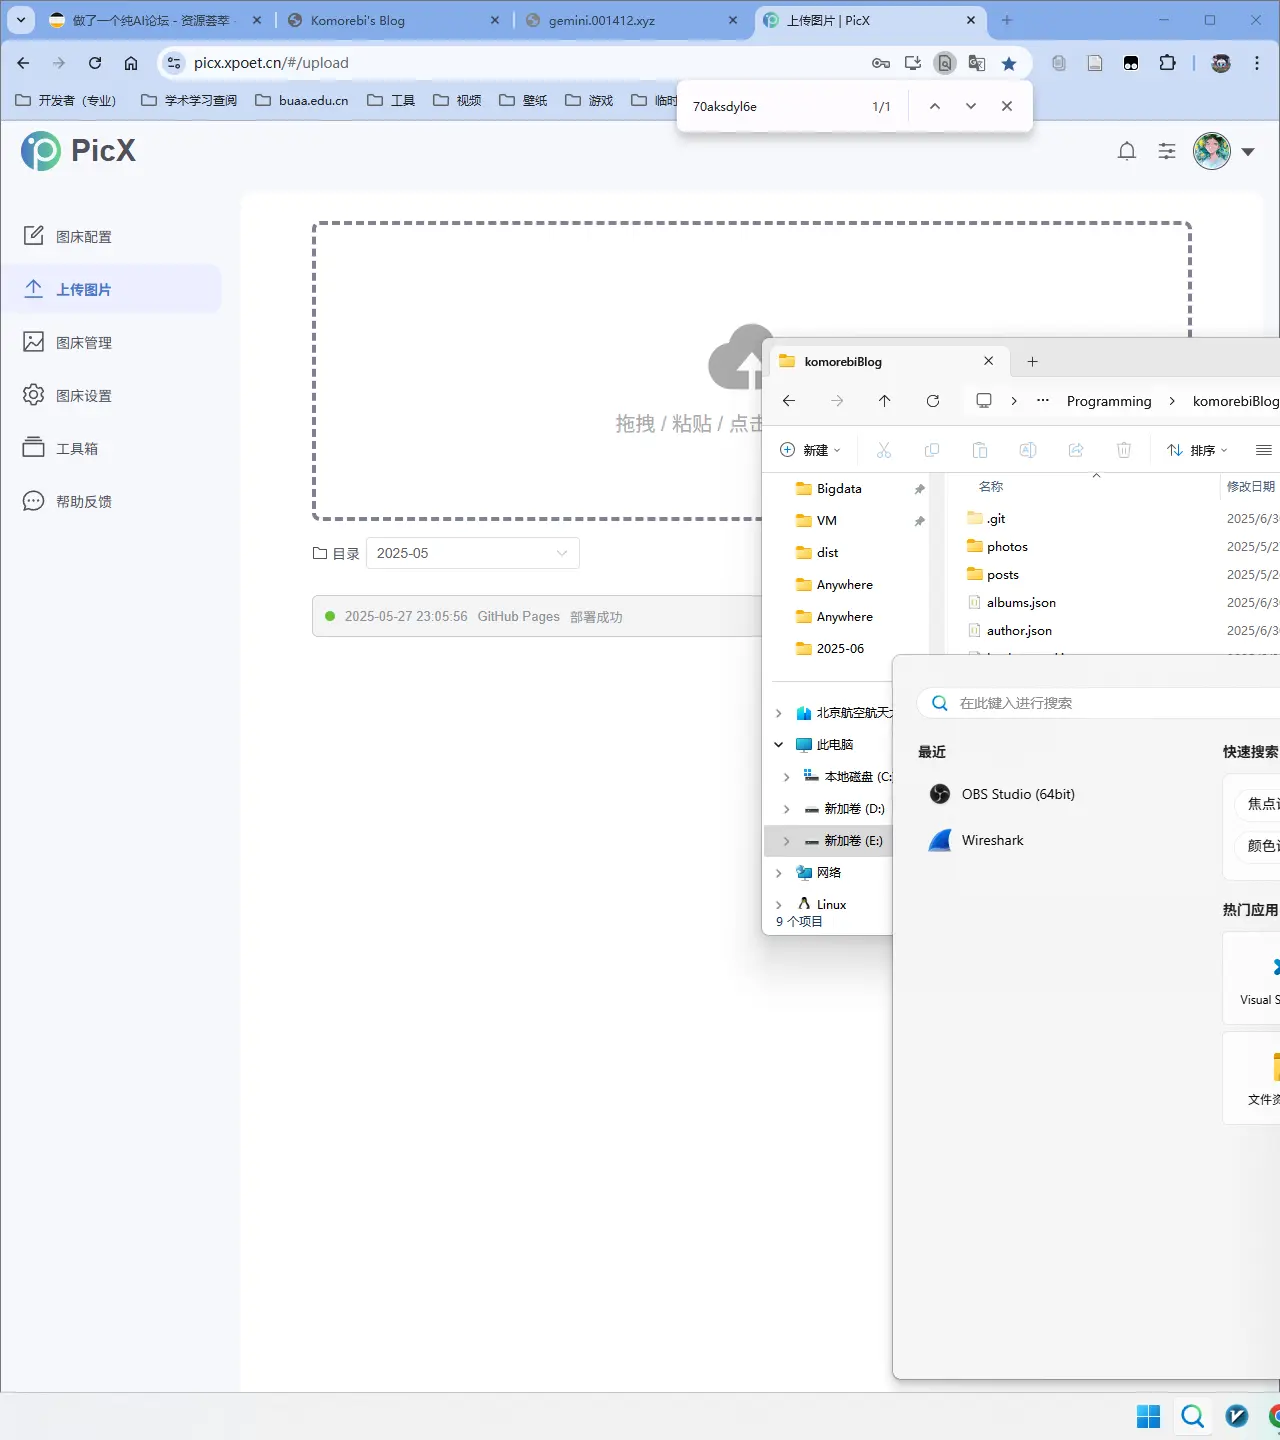 做了一个纯AI论坛 - 资源荟萃
Komorebi's Blog
gemini.001412.xyz
上传图片 | PicX
picx.xpoet.cn/#/upload
开发者（专业）
学术学习查阅
buaa.edu.cn
工具
视频
壁纸
游戏
临时
70aksdyl6e
1/1
PicX
图床配置
上传图片
图床管理
图床设置
工具箱
帮助反馈
拖拽 / 粘贴 / 点击
目录
2025-05
2025-05-27 23:05:56 GitHub Pages 部署成功
komorebiBlog
Programming
komorebiBlog
新建
排序
Bigdata
VM
dist
Anywhere
Anywhere
2025-06
北京航空航天大
此电脑
本地磁盘 (C:
新加卷 (D:)
新加卷 (E:)
网络
Linux
9 个项目
名称
修改日期
.git
2025/6/3
photos
2025/5/2
posts
2025/5/2
albums.json
2025/6/3
author.json
2025/6/3
在此键入进行搜索
最近
OBS Studio (64bit)
Wireshark
快速搜索
焦点
颜色
热门应用
Visual S
文件资